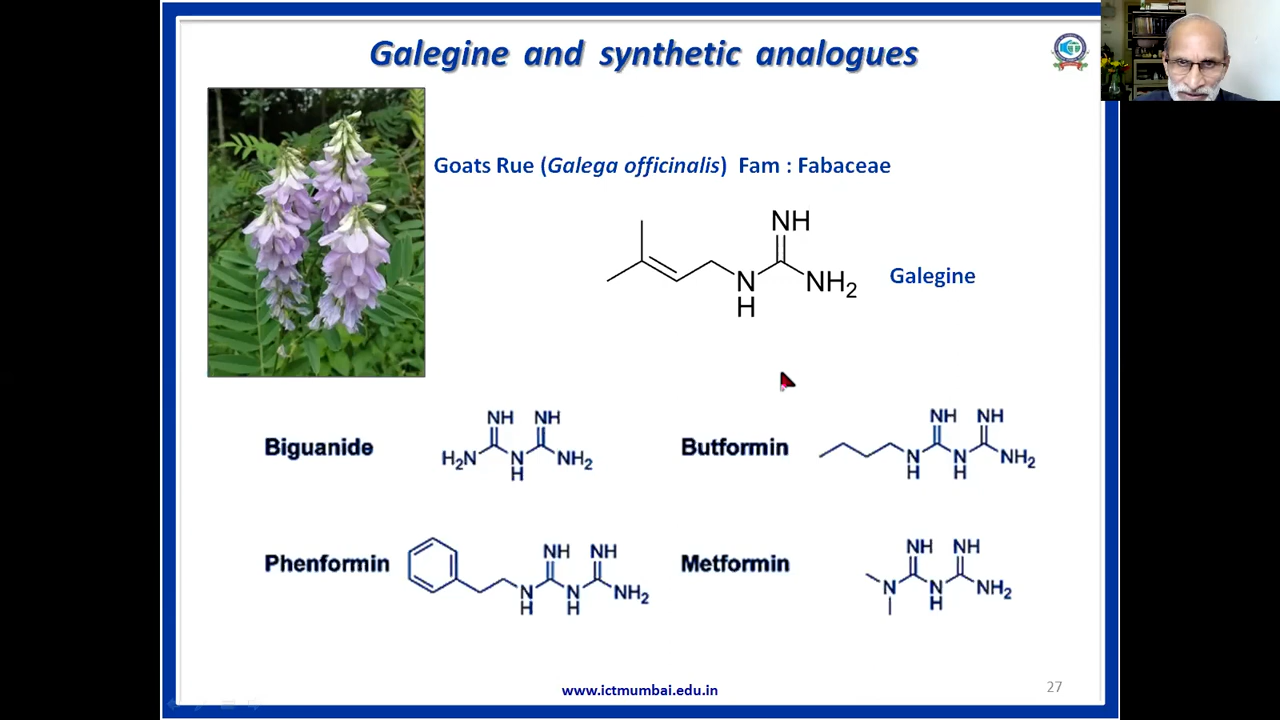 Galegine and synthetic analogues
Goats Rue (Galega officinalis) Fam : Fabaceae
NH
N
H
NH2
Galegine
Biguanide
NH NH
H2N
N
H
NH2
Butformin
NH NH
N
H
N
H
NH2
Phenformin
NH NH
N
H
N
H
NH2
Metformin
NH NH
N
N
H
NH2
www.ictmumbai.edu.in
27